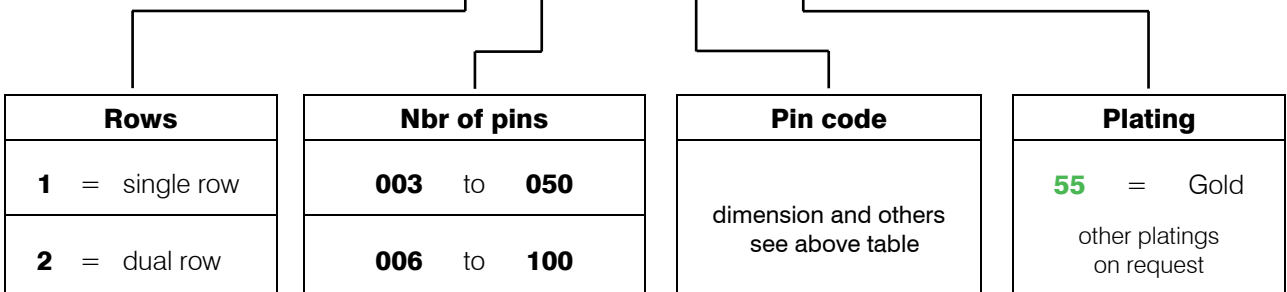 Rows
1 = single row
2 = dual row
Nbr of pins
003 to 050
006 to 100
Pin code
dimension and others
see above table
Plating
55 = Gold
other platings
on request